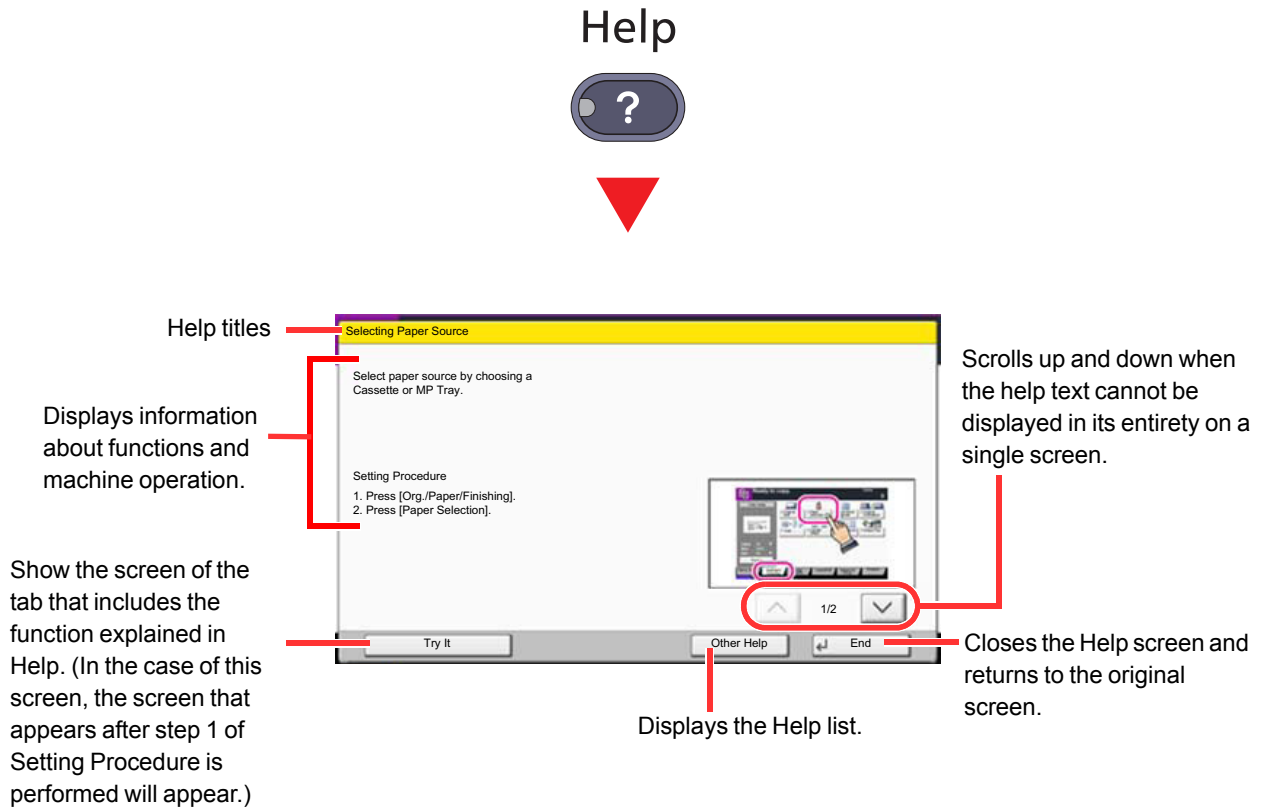 Help
?
Help titles
Selecting Paper Source
Select paper source by choosing a
Cassette or MP Tray.
Displays information
about functions and
machine operation.
Setting Procedure
1. Press [Org./Paper/Finishing].
2. Press [Paper Selection].
Scrolls up and down when
the help text cannot be
displayed in its entirety on a
single screen.
1/2
Show the screen of the
tab that includes the
function explained in
Help. (In the case of this
screen, the screen that
appears after step 1 of
Setting Procedure is
performed will appear.)
Try It
Other Help
End
Closes the Help screen and
returns to the original
screen.
Displays the Help list.